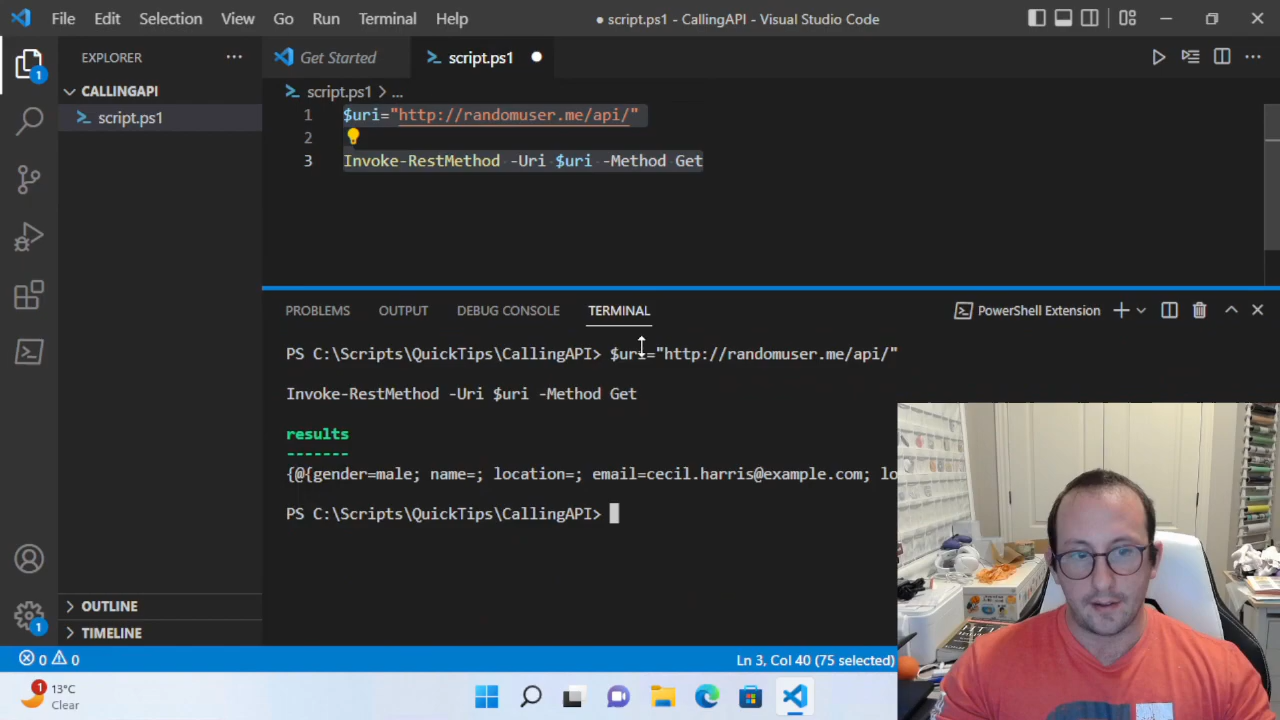 File Edit Selection View Go Run Terminal Help
● script.ps1 - CallingAPI - Visual Studio Code
EXPLORER
Get Started
script.ps1
CALLINGAPI
script.ps1
script.ps1 > ...
1 $uri="http://randomuser.me/api/"
2
3 Invoke-RestMethod -Uri $uri -Method Get
PROBLEMS OUTPUT DEBUG CONSOLE TERMINAL
PowerShell Extension
PS C:\Scripts\QuickTips\CallingAPI> $uri="http://randomuser.me/api/"
Invoke-RestMethod -Uri $uri -Method Get
results
-------
{@{gender=male; name=; location=; email=cecil.harris@example.com; lo
PS C:\Scripts\QuickTips\CallingAPI>
1
1
OUTLINE
TIMELINE
0 0
Ln 3, Col 40 (75 selected)
1
13°C
Clear